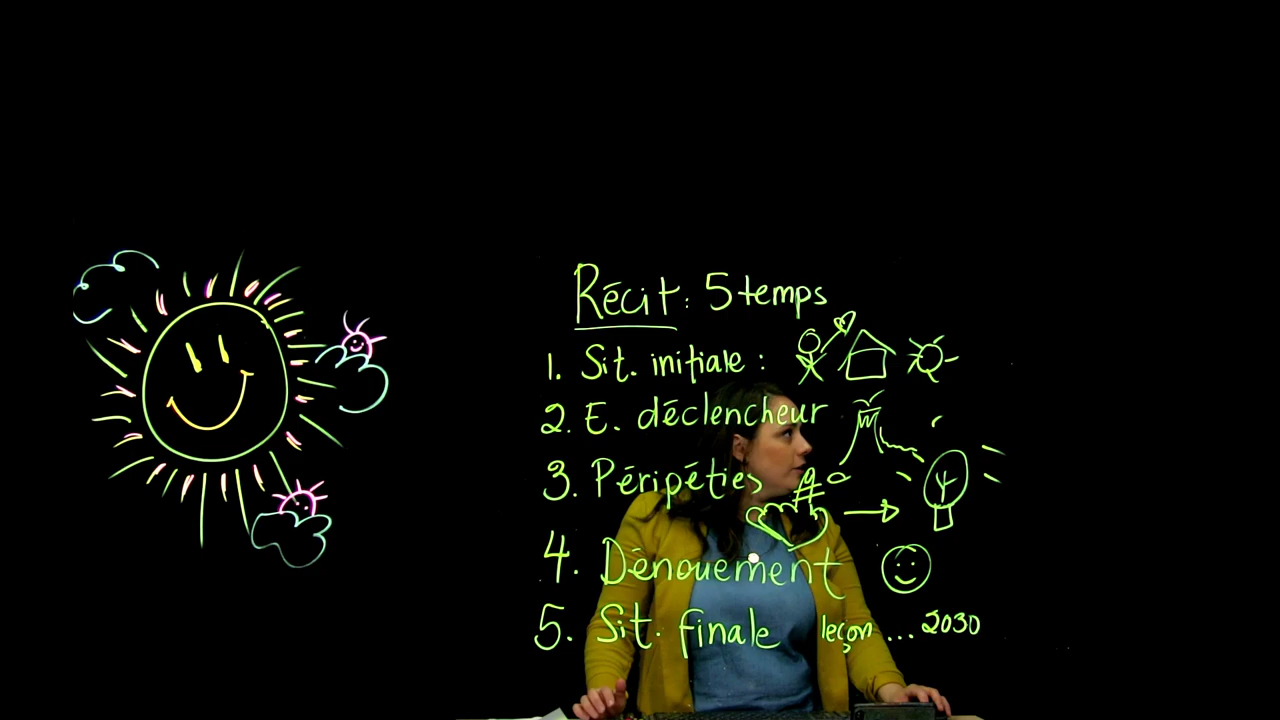 Récit : 5 temps
1. Sit. initiale :
2. E. déclencheur
3. Péripéties
4. Dénouement
5. Sit. finale leçon ... 2030